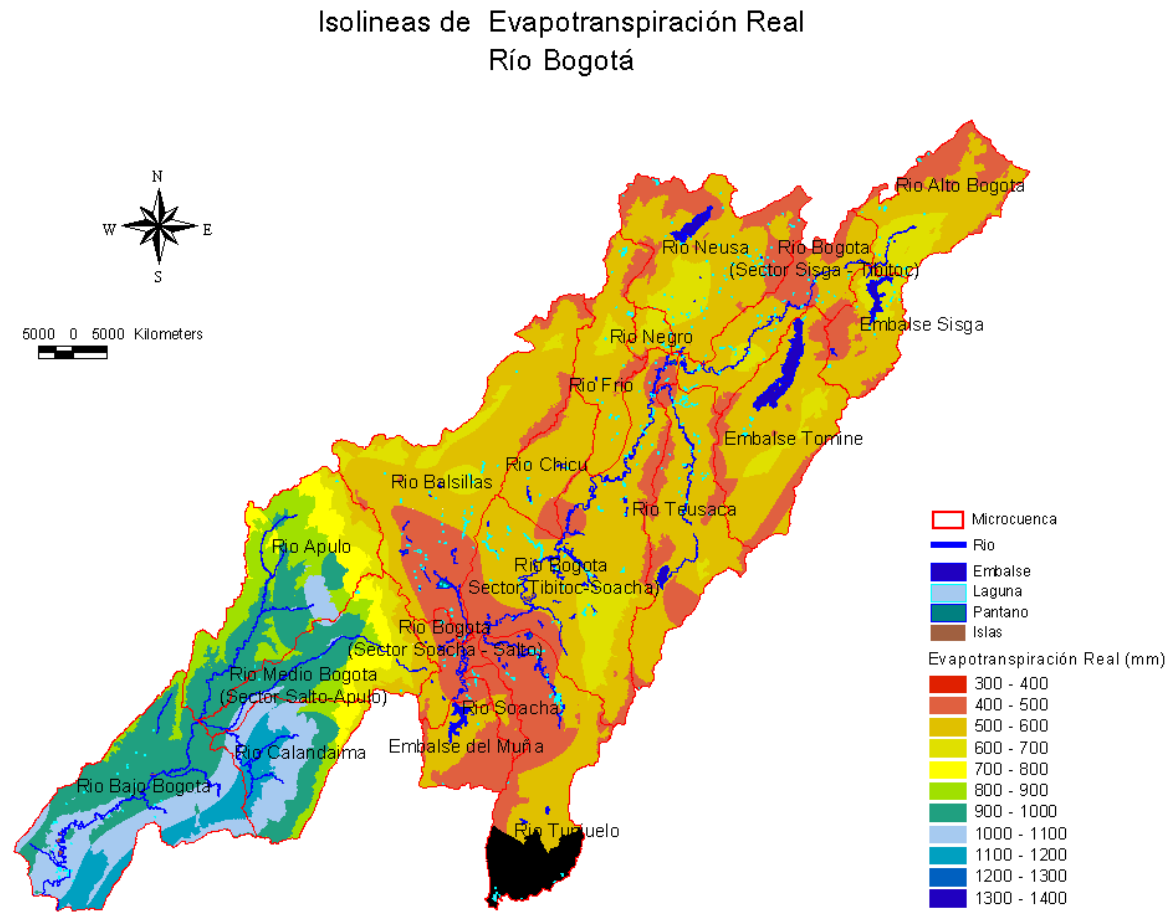 Isolineas de Evapotranspiración Real
Río Bogotá
N
W E
S
5000 0 5000 Kilometers
Rio Alto Bogota
Rio Neusa
Rio Bogota
(Sector Sisga - Tibitoc)
Embalse Sisga
Rio Negro
Rio Frio
Embalse Tomine
Rio Chicu
Rio Balsillas
Rio Teusaca
Rio Apulo
Rio Bogota
Sector Tibitoc-Soacha)
Rio Bogota
(Sector Soacha - Salto)
Rio Medio Bogota
(Sector Salto-Apulo)
Rio Soacha
Embalse del Muña
Rio Calandaima
Rio Bajo Bogota
Rio Tunjuelo
Microcuenca
Rio
Embalse
Laguna
Pantano
Islas
Evapotranspiración Real (mm)
300 - 400
400 - 500
500 - 600
600 - 700
700 - 800
800 - 900
900 - 1000
1000 - 1100
1100 - 1200
1200 - 1300
1300 - 1400